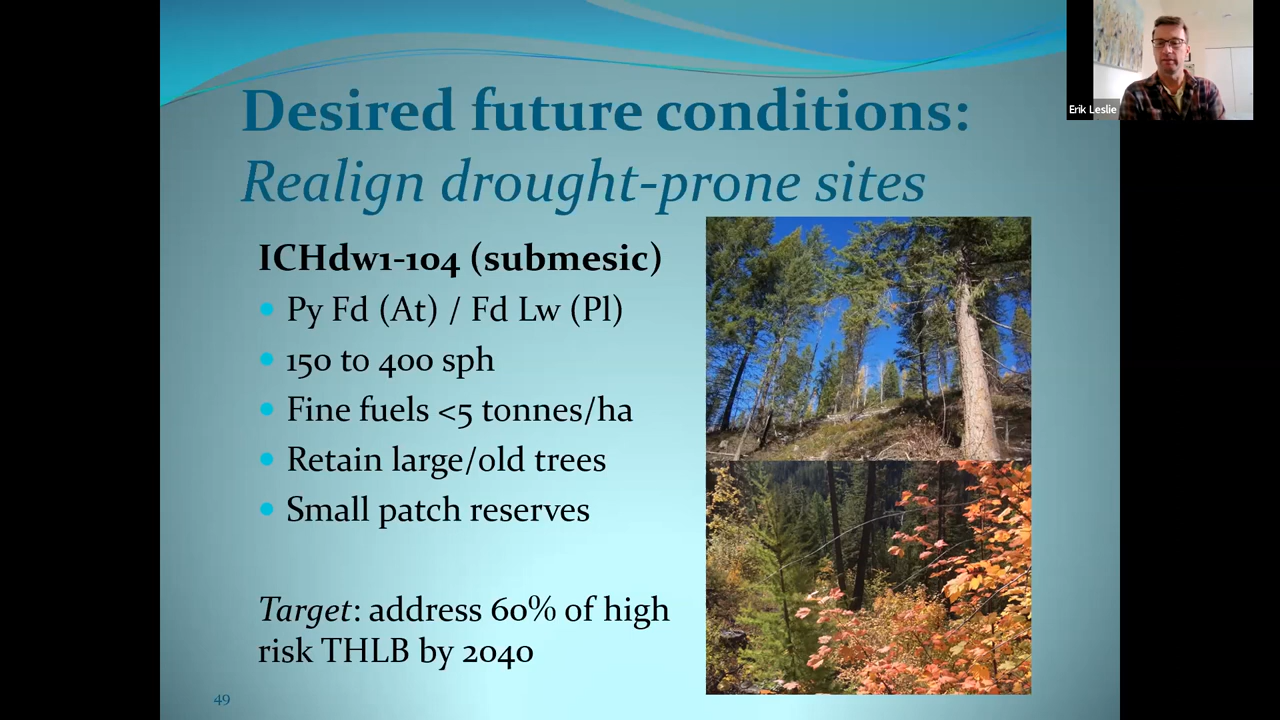 Desired future conditions:
Realign drought-prone sites
ICHdw1-104 (submesic)
Py Fd (At) / Fd Lw (Pl)
150 to 400 sph
Fine fuels <5 tonnes/ha
Retain large/old trees
Small patch reserves
Target: address 60% of high
risk THLB by 2040
49
Erik Leslie